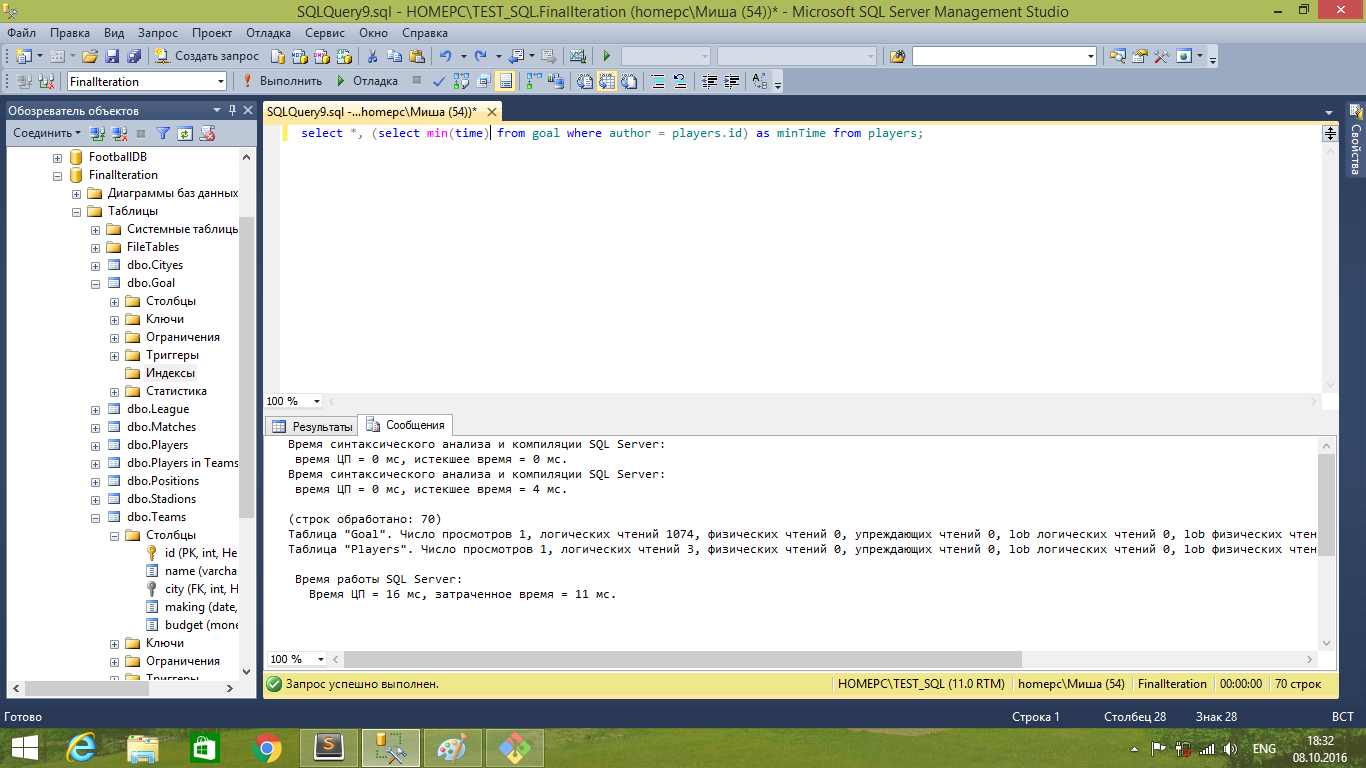 SQLQuery9.sql - HOMEPC\TEST_SQL.FinalIteration (homepc\Миша (54))* - Microsoft SQL Server Management Studio
Файл Правка Вид Запрос Проект Отладка Сервис Окно Справка
Создать запрос
FinalIteration Выполнить Отладка
Обозреватель объектов
SQLQuery9.sql -...homepc\Миша (54))*
Соединить
select *, (select min(time) from goal where author = players.id) as minTime from players;
Свойства
FootballDB
FinalIteration
Диаграммы баз данных
Таблицы
Системные таблицы
FileTables
dbo.Cityes
dbo.Goal
Столбцы
Ключи
Ограничения
Триггеры
Индексы
Статистика
dbo.League
dbo.Matches
dbo.Players
dbo.Players in Teams
dbo.Positions
dbo.Stadions
dbo.Teams
Столбцы
id (PK, int, Не
name (varcha
city (FK, int, Н
making (date,
budget (mone
Ключи
Ограничения
Триггеры
100 %
Результаты Сообщения
Время синтаксического анализа и компиляции SQL Server:
время ЦП = 0 мс, истекшее время = 0 мс.
Время синтаксического анализа и компиляции SQL Server:
время ЦП = 0 мс, истекшее время = 4 мс.
(строк обработано: 70)
Таблица "Goal". Число просмотров 1, логических чтений 1074, физических чтений 0, упреждающих чтений 0, lob логических чтений 0, lob физических чтен
Таблица "Players". Число просмотров 1, логических чтений 3, физических чтений 0, упреждающих чтений 0, lob логических чтений 0, lob физических чтен
Время работы SQL Server:
Время ЦП = 16 мс, затраченное время = 11 мс.
100 %
Запрос успешно выполнен. HOMEPC\TEST_SQL (11.0 RTM) homepc\Миша (54) FinalIteration 00:00:00 70 строк
Готово Строка 1 Столбец 28 Знак 28 ВСТ
ENG 18:32
08.10.2016